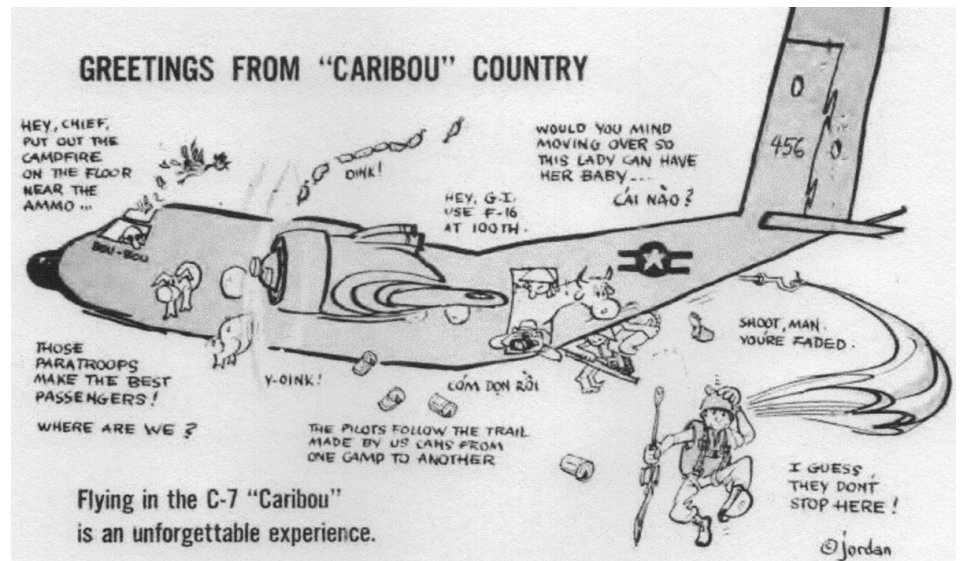 GREETINGS FROM "CARIBOU" COUNTRY
HEY, CHIEF,
PUT OUT THE
CAMPFIRE
ON THE FLOOR
NEAR THE
AMMO...
OINK!
HEY, G.I.
USE F-16
AT 100TH.
WOULD YOU MIND
MOVING OVER SO
THIS LADY CAN HAVE
HER BABY....
CÁI NÀO?
456
BOU-BOU
THOSE
PARATROOPS
MAKE THE BEST
PASSENGERS!
WHERE ARE WE?
Y-OINK!
CÓM DỌN RỒI
SHOOT, MAN.
YOU'RE FADED.
THE PILOTS FOLLOW THE TRAIL
MADE BY US CANS FROM
ONE CAMP TO ANOTHER
I GUESS
THEY DON'T
STOP HERE!
Flying in the C-7 "Caribou"
is an unforgettable experience.
©jordan